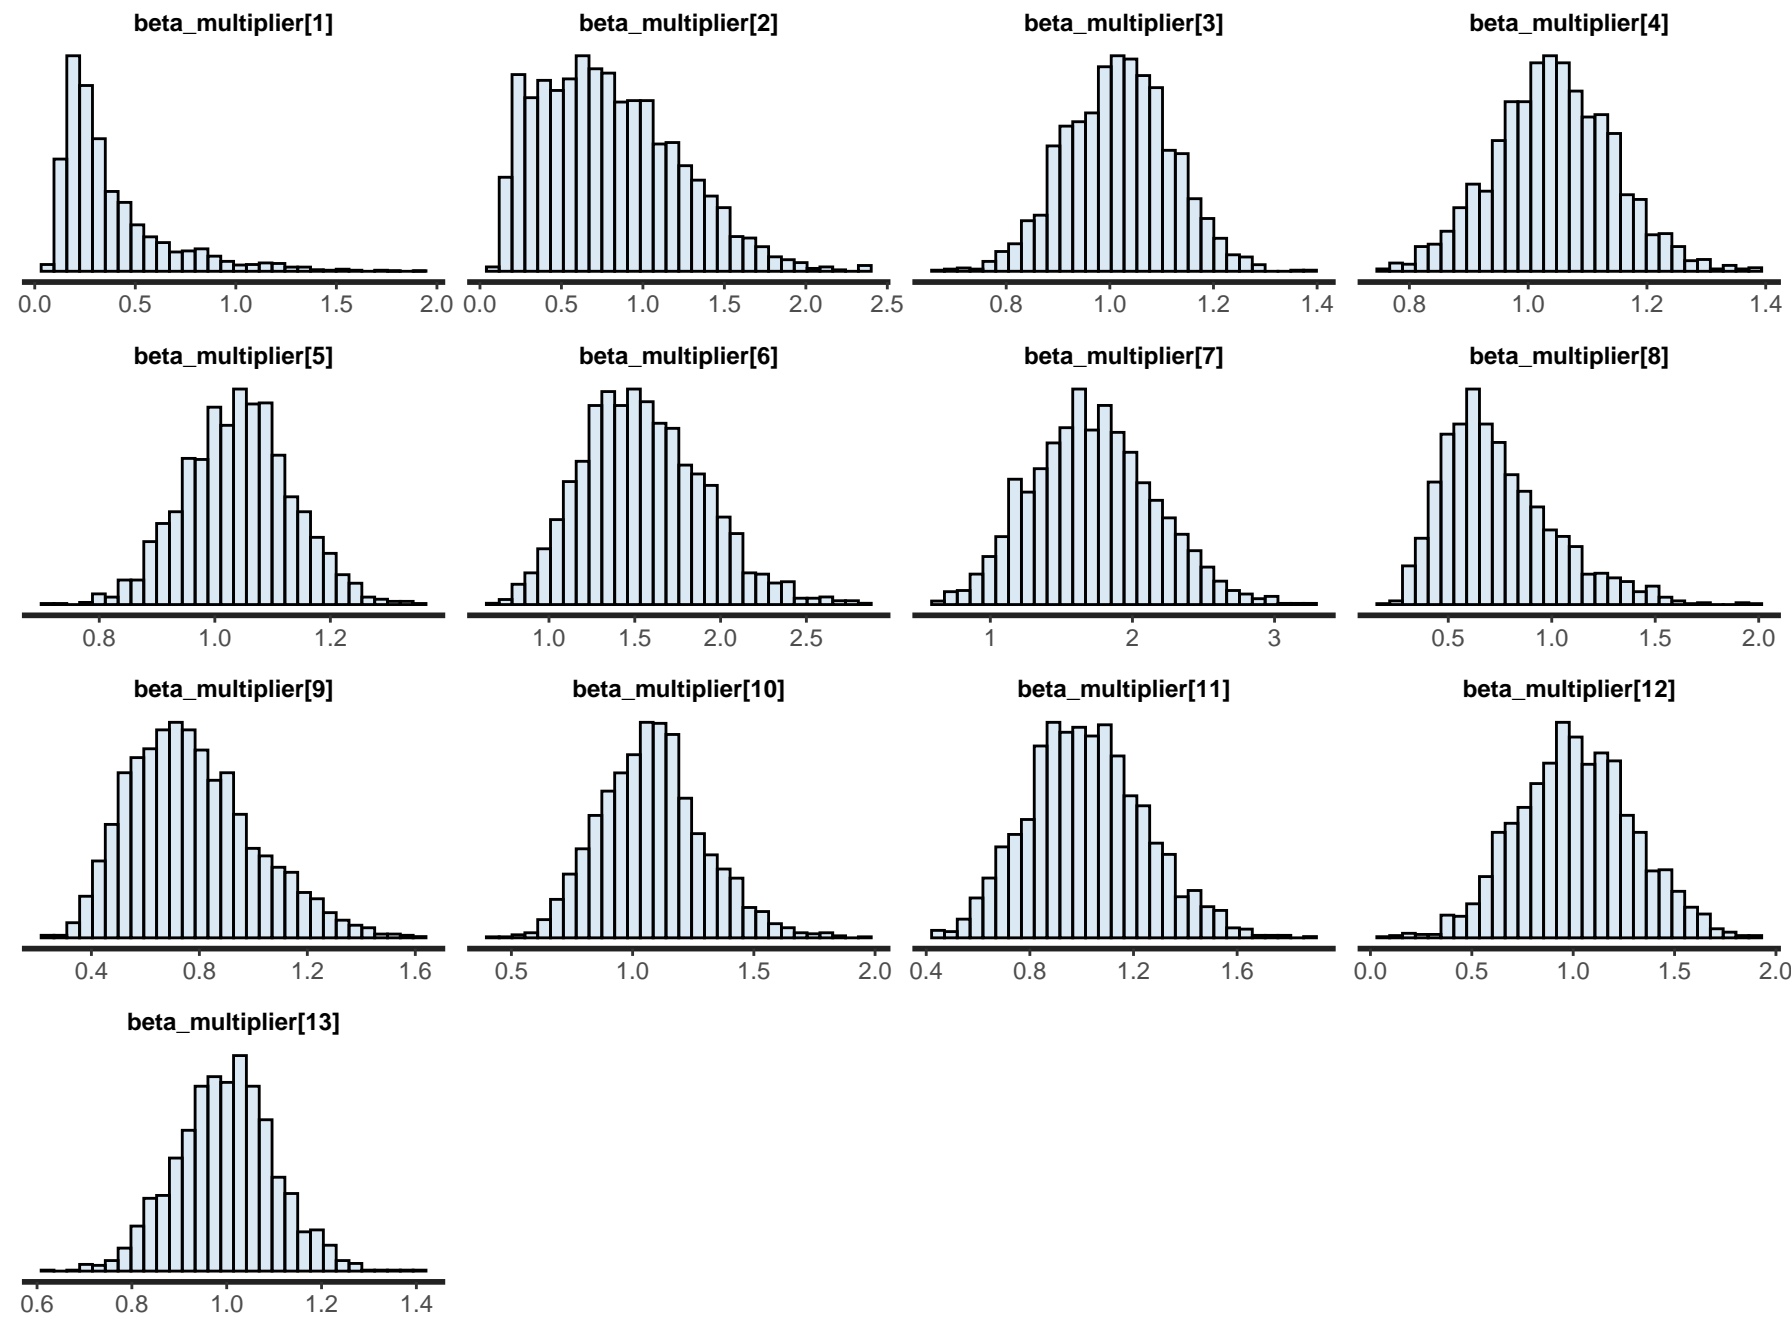 beta_multiplier[1] beta_multiplier[2] beta_multiplier[3] beta_multiplier[4]
0.0 0.5 1.0 1.5 2.0 0.0 0.5 1.0 1.5 2.0 2.5 0.8 1.0 1.2 1.4 0.8 1.0 1.2 1.4
beta_multiplier[5] beta_multiplier[6] beta_multiplier[7] beta_multiplier[8]
0.8 1.0 1.2 1.0 1.5 2.0 2.5 1 2 3 0.5 1.0 1.5 2.0
beta_multiplier[9] beta_multiplier[10] beta_multiplier[11] beta_multiplier[12]
0.4 0.8 1.2 1.6 0.5 1.0 1.5 2.0 0.4 0.8 1.2 1.6 0.0 0.5 1.0 1.5 2.0
beta_multiplier[13]
0.6 0.8 1.0 1.2 1.4